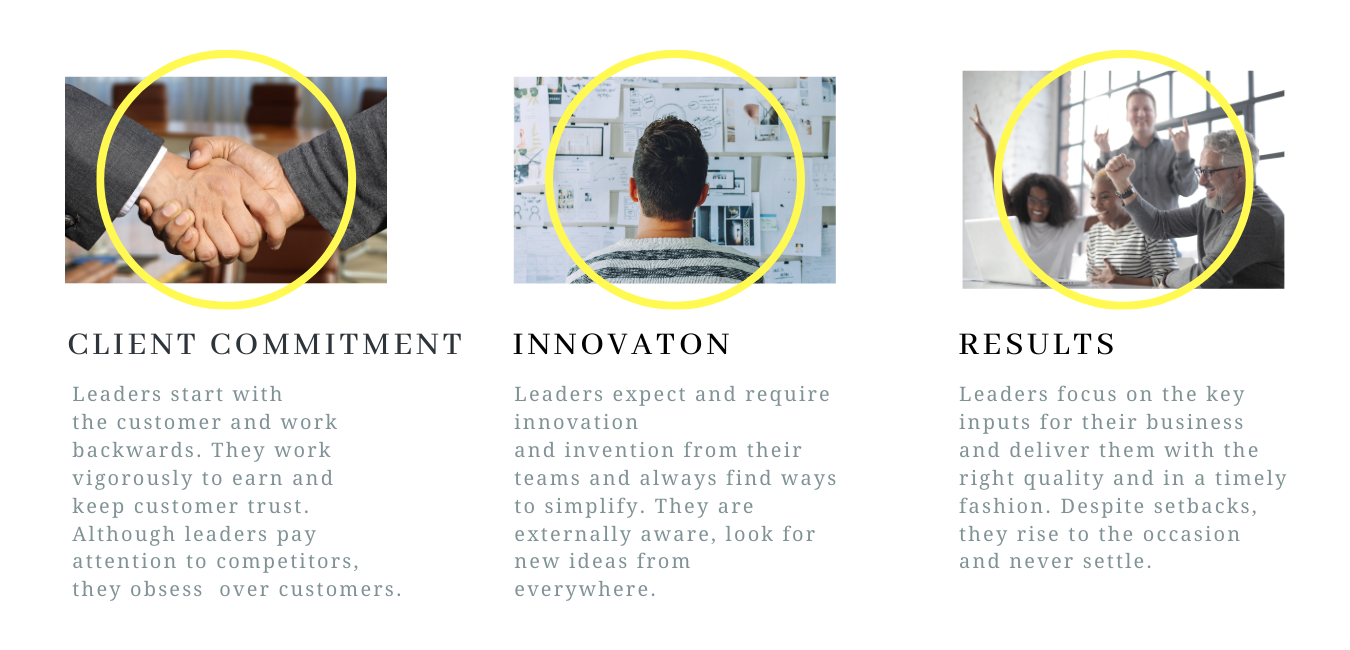 CLIENT COMMITMENT
Leaders start with
the customer and work
backwards. They work
vigorously to earn and
keep customer trust.
Although leaders pay
attention to competitors,
they obsess  over customers.
INNOVATON
Leaders expect and require
innovation
and invention from their
teams and always find ways
to simplify. They are
externally aware, look for
new ideas from
everywhere.
RESULTS
Leaders focus on the key
inputs for their business
and deliver them with the
right quality and in a timely
fashion. Despite setbacks,
they rise to the occasion
and never settle.